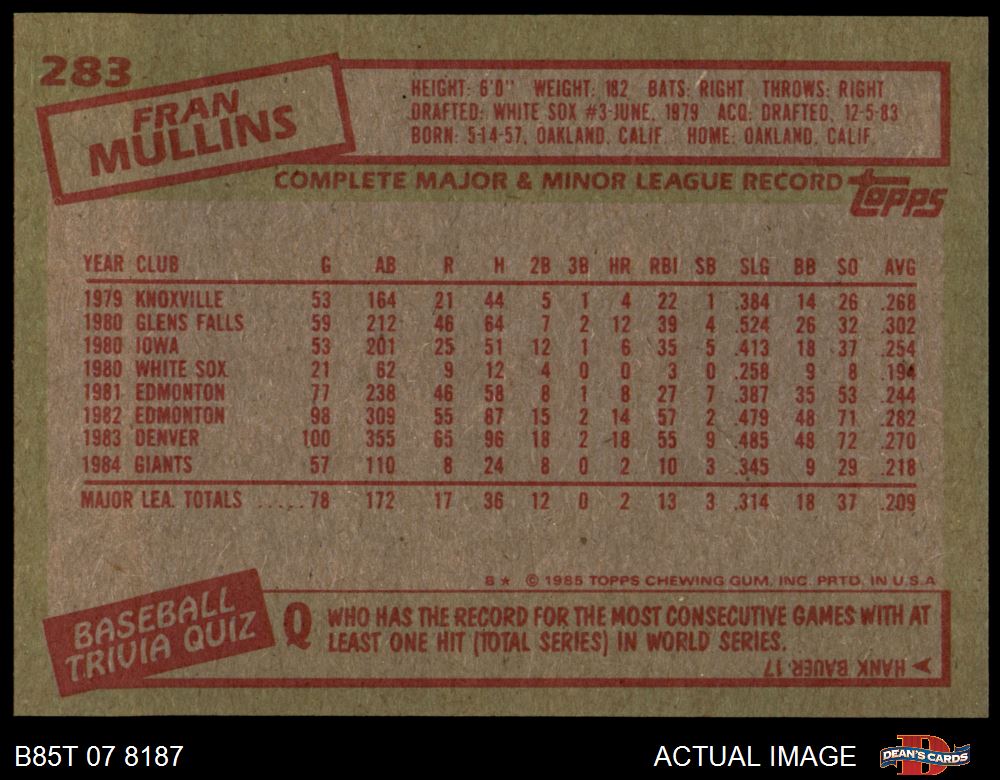 283
FRAN
MULLINS
HEIGHT: 6'0" WEIGHT: 182 BATS: RIGHT THROWS: RIGHT
DRAFTED: WHITE SOX #3-JUNE, 1979 ACQ: DRAFTED, 12-5-83
BORN: 5-14-57, OAKLAND, CALIF. HOME: OAKLAND, CALIF.
COMPLETE MAJOR & MINOR LEAGUE RECORD
Topps
YEAR CLUB G AB R H 2B 3B HR RBI SB SLG BB SO AVG
1979 KNOXVILLE 53 164 21 44 5 1 4 22 1 .384 14 26 .268
1980 GLENS FALLS 59 212 46 64 7 2 12 39 4 .524 26 32 .302
1980 IOWA 53 201 25 51 12 1 6 35 5 .413 18 37 .254
1980 WHITE SOX 21 62 9 12 4 0 0 3 0 .258 9 8 .194
1981 EDMONTON 77 238 46 58 8 1 8 27 7 .387 35 53 .244
1982 EDMONTON 98 309 55 87 15 2 14 57 2 .479 48 71 .282
1983 DENVER 100 355 65 96 18 2 18 55 9 .485 48 72 .270
1984 GIANTS 57 110 8 24 8 0 2 10 3 .345 9 29 .218
MAJOR LEA. TOTALS .....78 172 17 36 12 0 2 13 3 .314 18 37 .209
B★ © 1985 TOPPS CHEWING GUM, INC. PRTD. IN U.S.A.
BASEBALL
TRIVIA QUIZ
Q WHO HAS THE RECORD FOR THE MOST CONSECUTIVE GAMES WITH AT
LEAST ONE HIT (TOTAL SERIES) IN WORLD SERIES.
HANK BAUER, 17
B85T 07 8187
ACTUAL IMAGE
DEAN'S CARDS